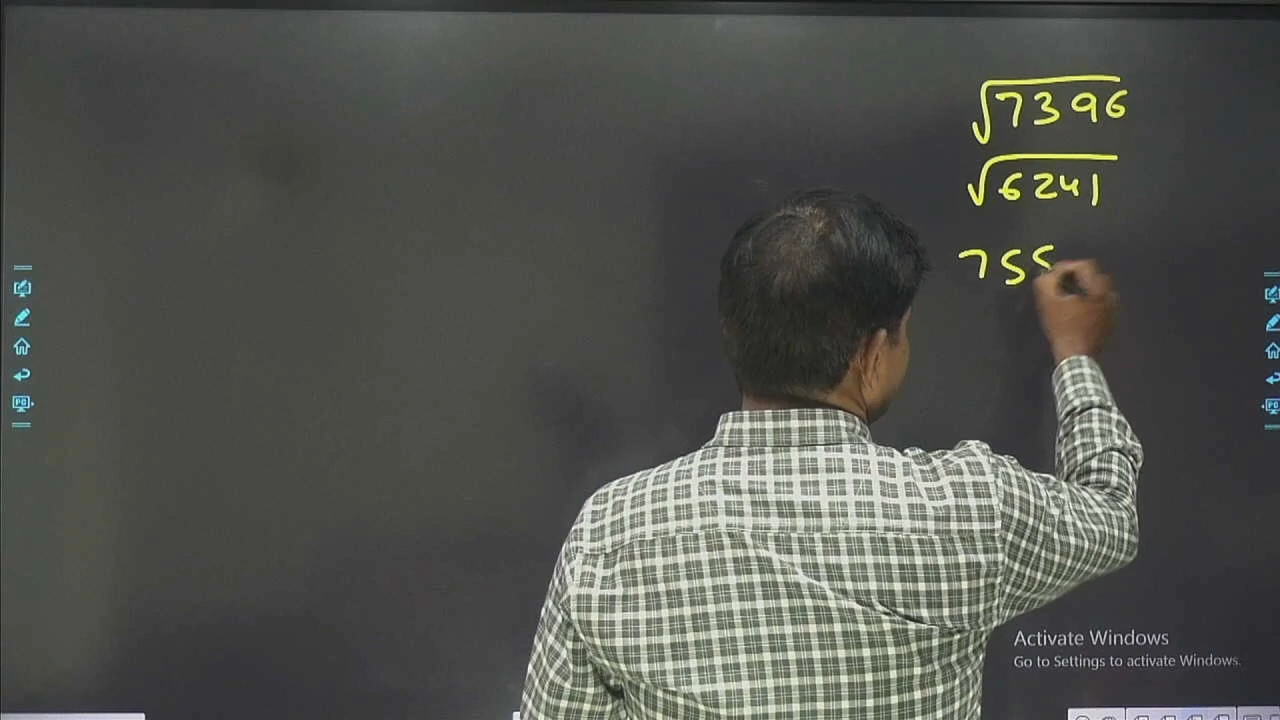 √7396
√6241
755
Activate Windows
Go to Settings to activate Windows.